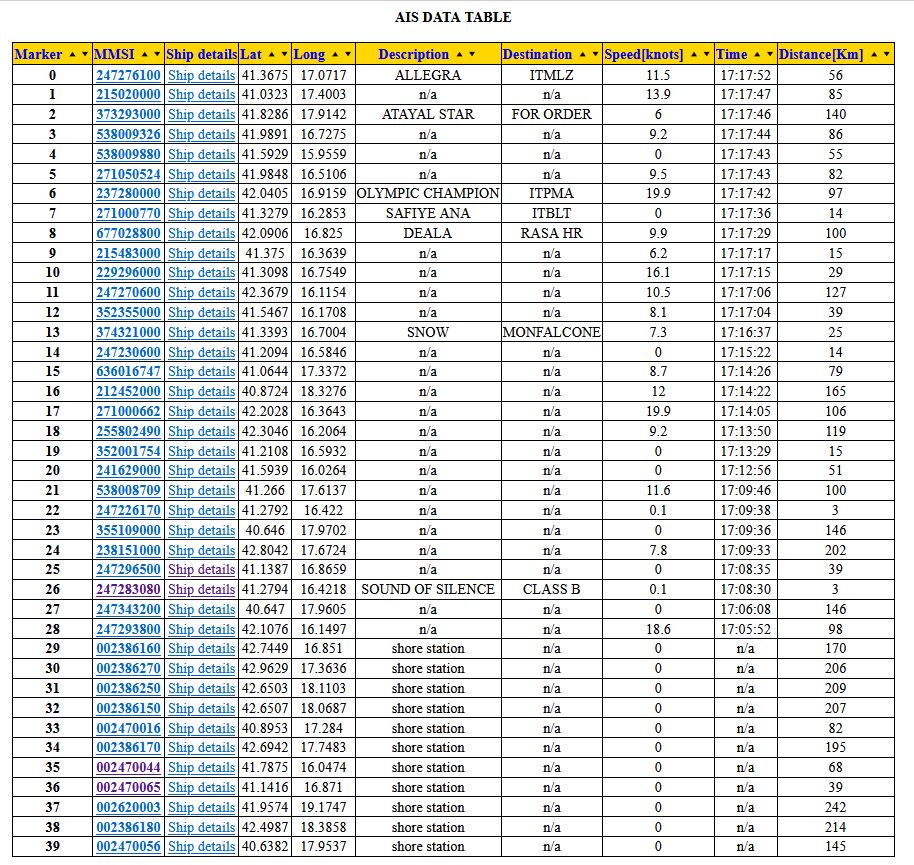 AIS DATA TABLE
Marker ▲ ▼ MMSI ▲ ▼ Ship details Lat ▲ ▼ Long ▲ ▼ Description ▲ ▼ Destination ▲ ▼ Speed[knots] ▲ ▼ Time ▲ ▼ Distance[Km] ▲ ▼
0 247276100 Ship details 41.3675 17.0717 ALLEGRA ITMLZ 11.5 17:17:52 56
1 215020000 Ship details 41.0323 17.4003 n/a n/a 13.9 17:17:47 85
2 373293000 Ship details 41.8286 17.9142 ATAYAL STAR FOR ORDER 6 17:17:46 140
3 538009326 Ship details 41.9891 16.7275 n/a n/a 9.2 17:17:44 86
4 538009880 Ship details 41.5929 15.9559 n/a n/a 0 17:17:43 55
5 271050524 Ship details 41.9848 16.5106 n/a n/a 9.5 17:17:43 82
6 237280000 Ship details 42.0405 16.9159 OLYMPIC CHAMPION ITPMA 19.9 17:17:42 97
7 271000770 Ship details 41.3279 16.2853 SAFIYE ANA ITBLT 0 17:17:36 14
8 677028800 Ship details 42.0906 16.825 DEALA RASA HR 9.9 17:17:29 100
9 215483000 Ship details 41.375 16.3639 n/a n/a 6.2 17:17:17 15
10 229296000 Ship details 41.3098 16.7549 n/a n/a 16.1 17:17:15 29
11 247270600 Ship details 42.3679 16.1154 n/a n/a 10.5 17:17:06 127
12 352355000 Ship details 41.5467 16.1708 n/a n/a 8.1 17:17:04 39
13 374321000 Ship details 41.3393 16.7004 SNOW MONFALCONE 7.3 17:16:37 25
14 247230600 Ship details 41.2094 16.5846 n/a n/a 0 17:15:22 14
15 636016747 Ship details 41.0644 17.3372 n/a n/a 8.7 17:14:26 79
16 212452000 Ship details 40.8724 18.3276 n/a n/a 12 17:14:22 165
17 271000662 Ship details 42.2028 16.3643 n/a n/a 19.9 17:14:05 106
18 255802490 Ship details 42.3046 16.2064 n/a n/a 9.2 17:13:50 119
19 352001754 Ship details 41.2108 16.5932 n/a n/a 0 17:13:29 15
20 241629000 Ship details 41.5939 16.0264 n/a n/a 0 17:12:56 51
21 538008709 Ship details 41.266 17.6137 n/a n/a 11.6 17:09:46 100
22 247226170 Ship details 41.2792 16.422 n/a n/a 0.1 17:09:38 3
23 355109000 Ship details 40.646 17.9702 n/a n/a 0 17:09:36 146
24 238151000 Ship details 42.8042 17.6724 n/a n/a 7.8 17:09:33 202
25 247296500 Ship details 41.1387 16.8659 n/a n/a 0 17:08:35 39
26 247283080 Ship details 41.2794 16.4218 SOUND OF SILENCE CLASS B 0.1 17:08:30 3
27 247343200 Ship details 40.647 17.9605 n/a n/a 0 17:06:08 146
28 247293800 Ship details 42.1076 16.1497 n/a n/a 18.6 17:05:52 98
29 002386160 Ship details 42.7449 16.851 shore station n/a 0 n/a 170
30 002386270 Ship details 42.9629 17.3636 shore station n/a 0 n/a 206
31 002386250 Ship details 42.6503 18.1103 shore station n/a 0 n/a 209
32 002386150 Ship details 42.6507 18.0687 shore station n/a 0 n/a 207
33 002470016 Ship details 40.8953 17.284 shore station n/a 0 n/a 82
34 002386170 Ship details 42.6942 17.7483 shore station n/a 0 n/a 195
35 002470044 Ship details 41.7875 16.0474 shore station n/a 0 n/a 68
36 002470065 Ship details 41.1416 16.871 shore station n/a 0 n/a 39
37 002620003 Ship details 41.9574 19.1747 shore station n/a 0 n/a 242
38 002386180 Ship details 42.4987 18.3858 shore station n/a 0 n/a 214
39 002470056 Ship details 40.6382 17.9537 shore station n/a 0 n/a 145